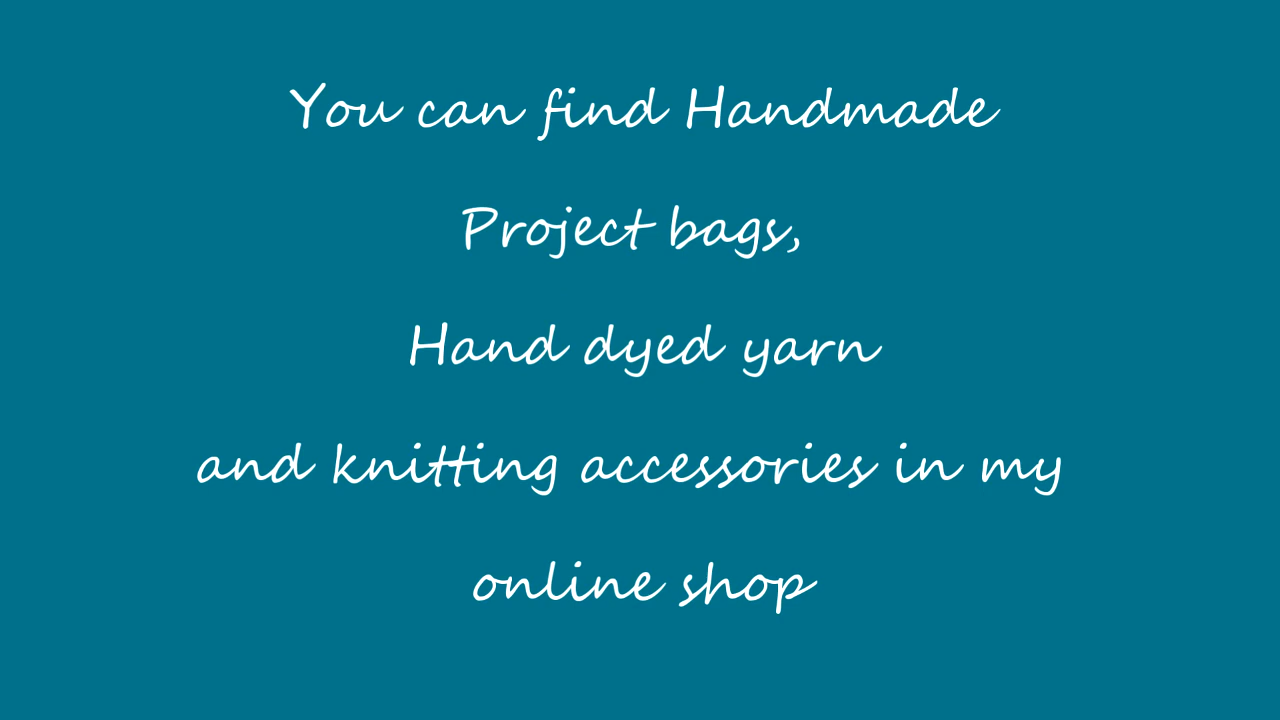 You can find Handmade
Project bags,
Hand dyed yarn
and knitting accessories in my
online shop